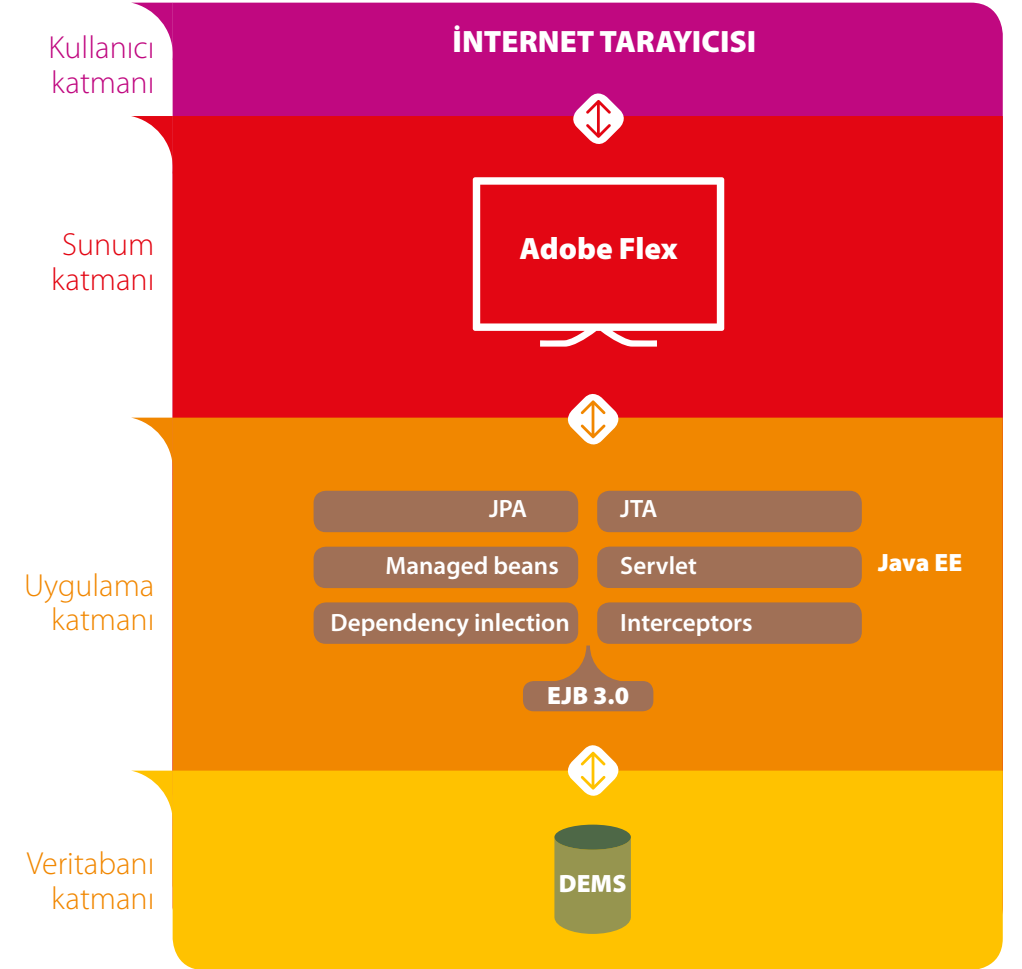 Kullanıcı
katmanı
İNTERNET TARAYICISI
Sunum
katmanı
Adobe Flex
Uygulama
katmanı
JPA
JTA
Managed beans
Servlet
Java EE
Dependency inlection
Interceptors
EJB 3.0
Veritabanı
katmanı
DEMS